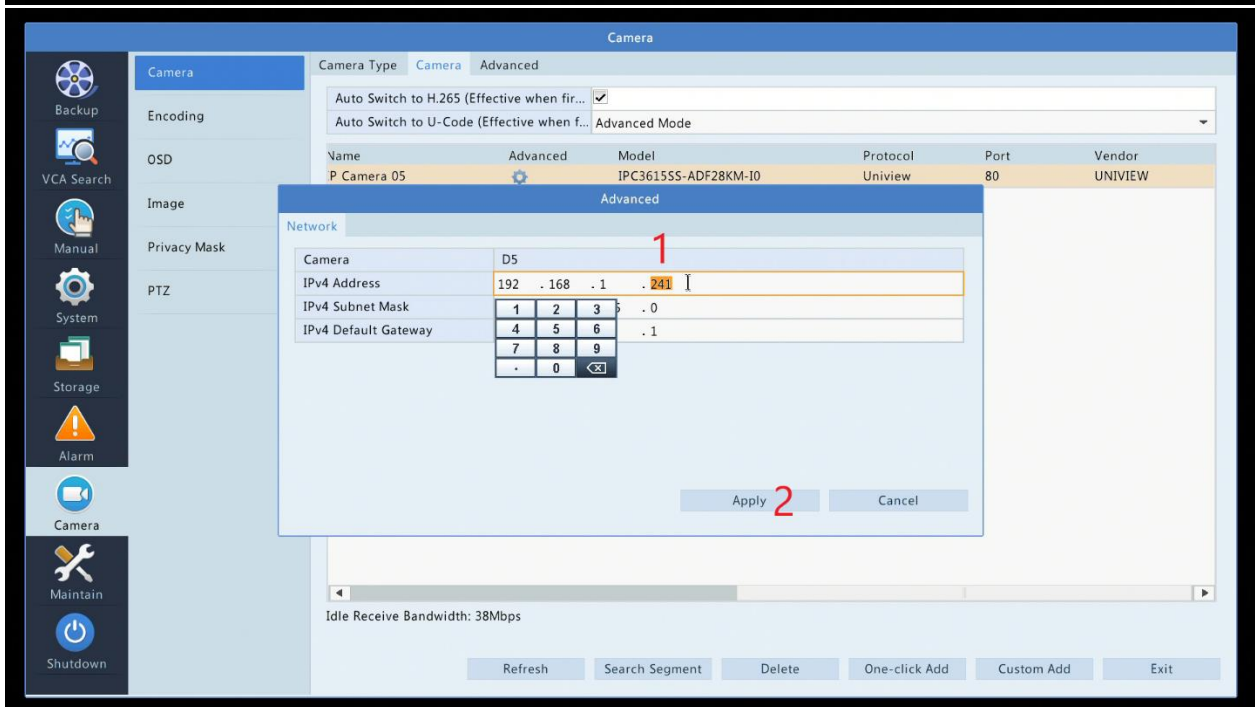 Camera
Camera Type Camera Advanced
Auto Switch to H.265 (Effective when fir...
Auto Switch to U-Code (Effective when f... Advanced Mode
Name Advanced Model Protocol Port Vendor
P Camera 05 IPC3615SS-ADF28KM-I0 Uniview 80 UNIVIEW
Backup
VCA Search
Manual
System
Storage
Alarm
Camera
Maintain
Shutdown
Camera
Encoding
OSD
Image
Privacy Mask
PTZ
Advanced
Network
1
Camera D5
IPv4 Address 192 . 168 . 1 . 241
IPv4 Subnet Mask . 0
IPv4 Default Gateway . 1
1 2 3
4 5 6
7 8 9
. 0
Apply 2 Cancel
Idle Receive Bandwidth: 38Mbps
Refresh Search Segment Delete One-click Add Custom Add Exit